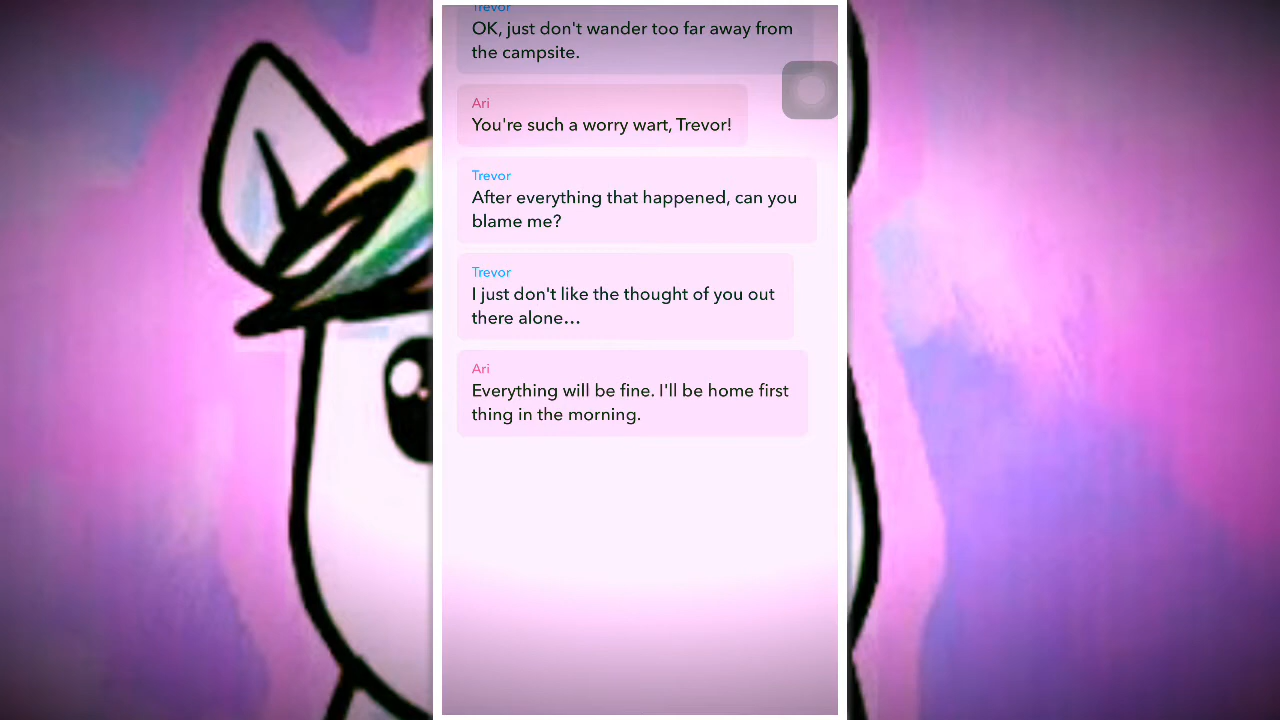 Trevor
OK, just don't wander too far away from
the campsite.
Ari
You're such a worry wart, Trevor!
Trevor
After everything that happened, can you
blame me?
Trevor
I just don't like the thought of you out
there alone...
Ari
Everything will be fine. I'll be home first
thing in the morning.